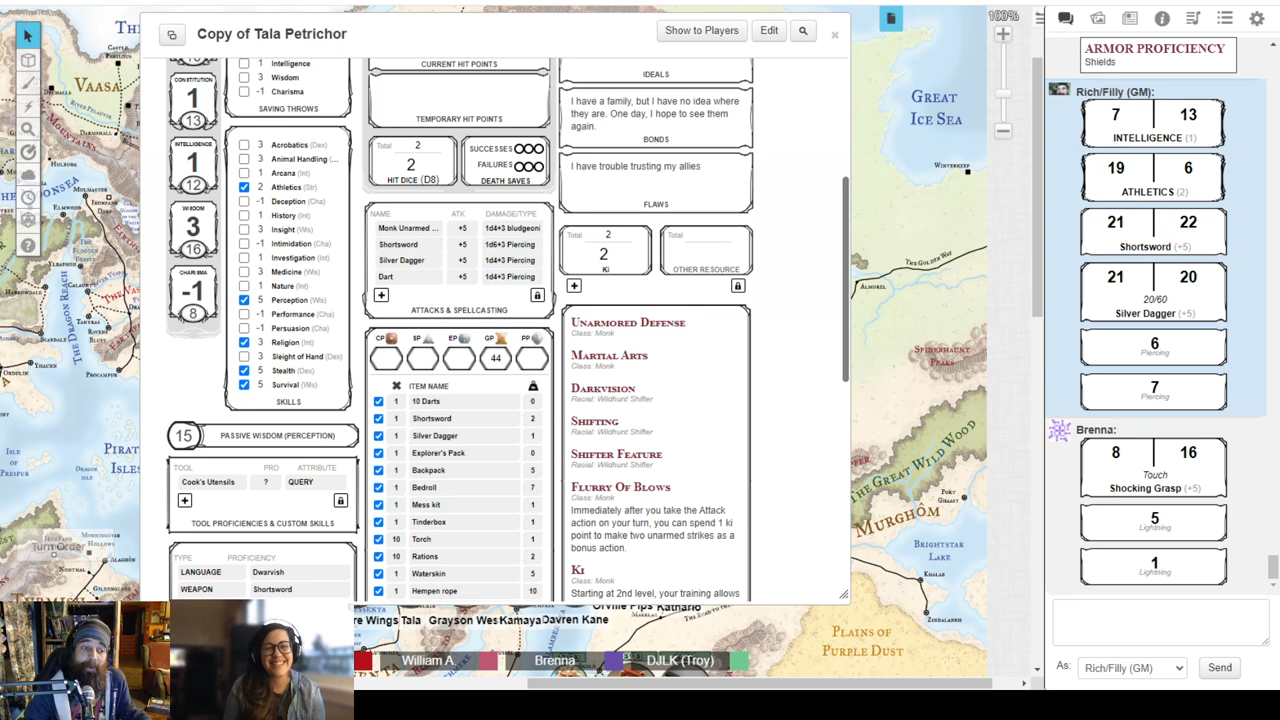 Copy of Tala Petrichor
Show to Players
Edit
100%
VAASA
GREAT
ICE SEA
Winterkeep
CONSTITUTION
1
13
INTELLIGENCE
1
12
WISDOM
3
16
CHARISMA
-1
8
1 Intelligence
3 Wisdom
-1 Charisma
SAVING THROWS
3 Acrobatics (Dex)
3 Animal Handling (...
1 Arcana (Int)
2 Athletics (Str)
-1 Deception (Cha)
1 History (Int)
3 Insight (Wis)
-1 Intimidation (Cha)
1 Investigation (Int)
3 Medicine (Wis)
1 Nature (Int)
5 Perception (Wis)
-1 Performance (Cha)
-1 Persuasion (Cha)
3 Religion (Int)
3 Sleight of Hand (Dex)
5 Stealth (Dex)
5 Survival (Wis)
SKILLS
15 PASSIVE WISDOM (PERCEPTION)
TOOL PRO ATTRIBUTE
Cook's Utensils ? QUERY
TOOL PROFICIENCIES & CUSTOM SKILLS
TYPE PROFICIENCY
LANGUAGE Dwarvish
WEAPON Shortsword
CURRENT HIT POINTS
TEMPORARY HIT POINTS
Total 2
2
HIT DICE (D8)
SUCCESSES
FAILURES
DEATH SAVES
NAME ATK DAMAGE/TYPE
Monk Unarmed ... +5 1d4+3 bludgeoni
Shortsword +5 1d6+3 Piercing
Silver Dagger +5 1d4+3 Piercing
Dart +5 1d4+3 Piercing
ATTACKS & SPELLCASTING
CP SP EP GP PP
44
ITEM NAME
1 10 Darts 0
1 Shortsword 2
1 Silver Dagger 1
1 Explorer's Pack 0
1 Backpack 5
1 Bedroll 7
1 Mess kit 1
1 Tinderbox 1
10 Torch 1
10 Rations 2
1 Waterskin 5
1 Hempen rope 10
IDEALS
I have a family, but I have no idea where
they are. One day, I hope to see them
again.
BONDS
I have trouble trusting my allies
FLAWS
Total 2
2
Ki
Total
OTHER RESOURCE
UNARMORED DEFENSE
Class: Monk
MARTIAL ARTS
Class: Monk
DARKVISION
Racial: Wildhunt Shifter
SHIFTING
Racial: Wildhunt Shifter
SHIFTER FEATURE
Racial: Wildhunt Shifter
FLURRY OF BLOWS
Class: Monk
Immediately after you take the Attack
action on your turn, you can spend 1 ki
point to make two unarmed strikes as a
bonus action.
KI
Class: Monk
Starting at 2nd level, your training allows
THE DRAGON REACH
PIRAT
ISLES
Turn Order
ALMOREL
SPIDERHAUNT
PEAKS
THE GREAT WILD WOOD
MURGHÔM
BRIGHTSTAR
LAKE
KHALAB
ZINDALANKH
PLAINS OF
PURPLE DUST
re Wings Tala Grayson Wes Kamaya Davren Kane
William A.
Brenna
DJLK (Troy)
ARMOR PROFICIENCY
Shields
Rich/Filly (GM):
7 13
INTELLIGENCE (1)
19 6
ATHLETICS (2)
21 22
Shortsword (+5)
21 20
20/60
Silver Dagger (+5)
6
Piercing
7
Piercing
Brenna:
8 16
Touch
Shocking Grasp (+5)
5
Lightning
1
Lightning
As: Rich/Filly (GM) Send